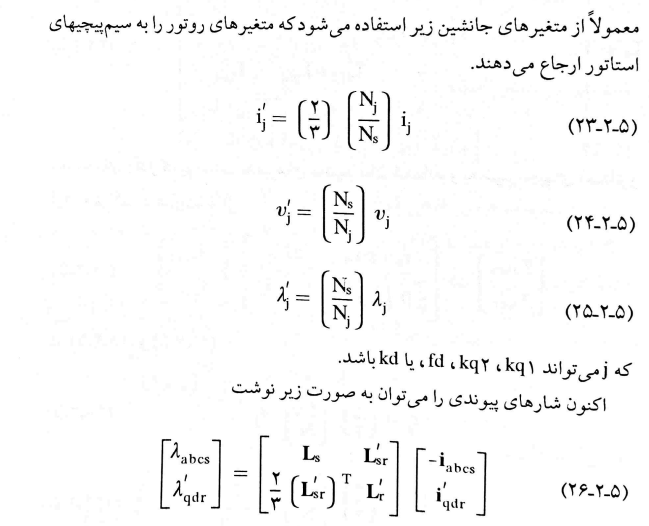 معمولاً از متغیرهای جانشین زیر استفاده می‌شود که متغیرهای روتور را به سیم‌پیچیهای
استاتور ارجاع می‌دهند.
i′j = (۲/۳) (Nj/Ns) ij (۲۳-۲-۵)
v′j = (Ns/Nj) vj (۲۴-۲-۵)
λ′j = (Ns/Nj) λj (۲۵-۲-۵)
که j می‌تواند kq۱ ، kq۲ ، fd ، یا kd باشد.
اکنون شارهای پیوندی را می‌توان به صورت زیر نوشت
[λabcs λ′qdr] = [Ls L′sr ۲/۳ (L′sr)T L′r] [-iabcs i′qdr] (۲۶-۲-۵)